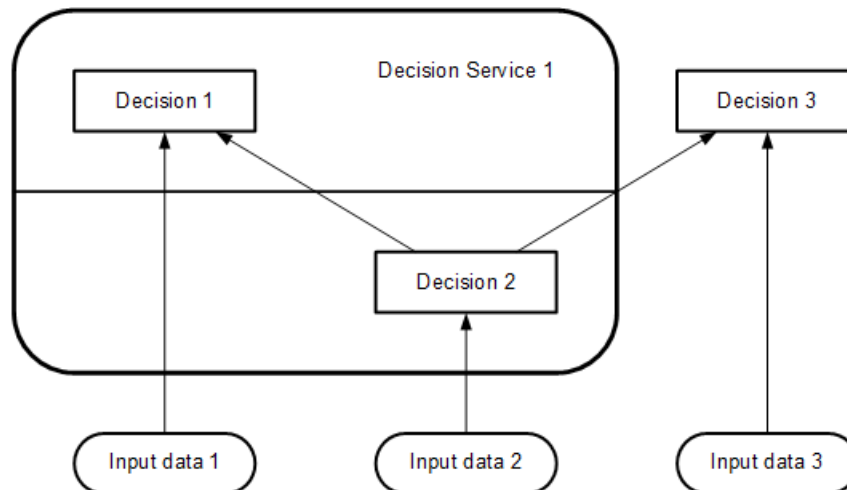 Decision Service 1
Decision 1
Decision 3
Decision 2
Input data 1
Input data 2
Input data 3